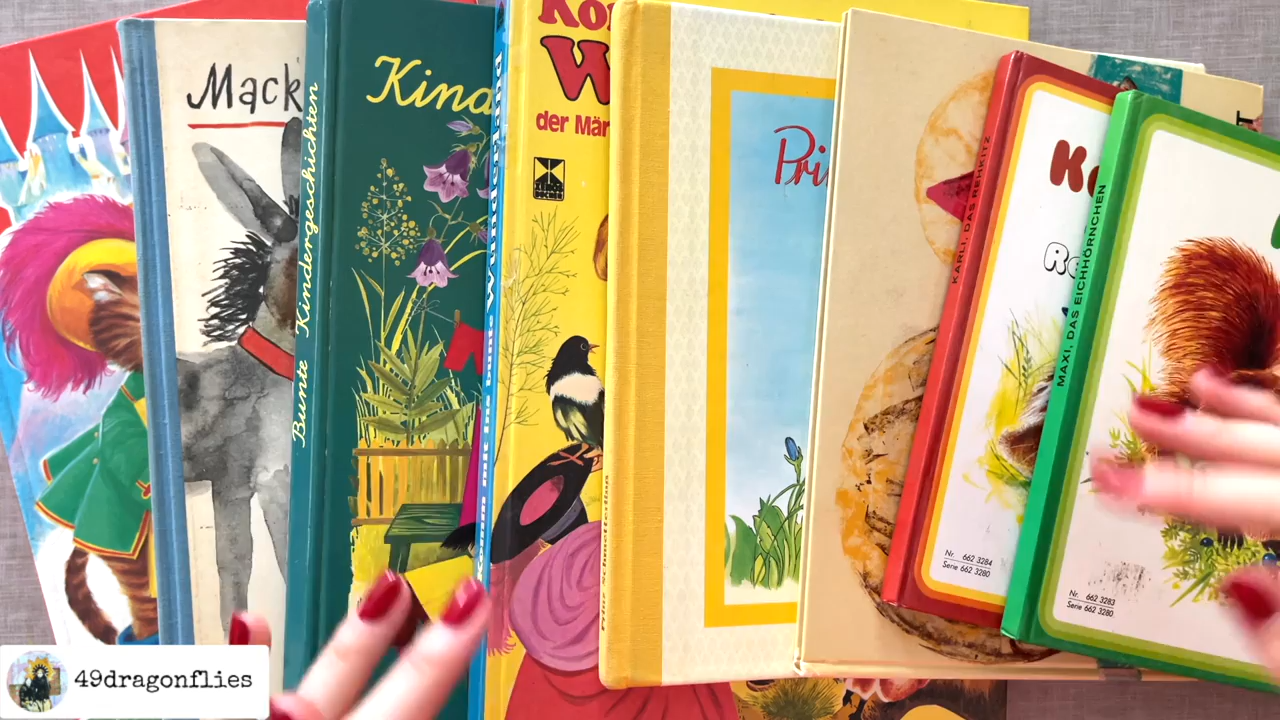 Mack
Bunte Kindergeschichten
Kind
Ko
W
der Mär
Pri
KARLI, DAS REHKITZ
K
R
Nr. 662 3284
Serie 662 3280
MAXI, DAS EICHHÖRNCHEN
Nr. 662 3283
Serie 662 3280
49dragonflies